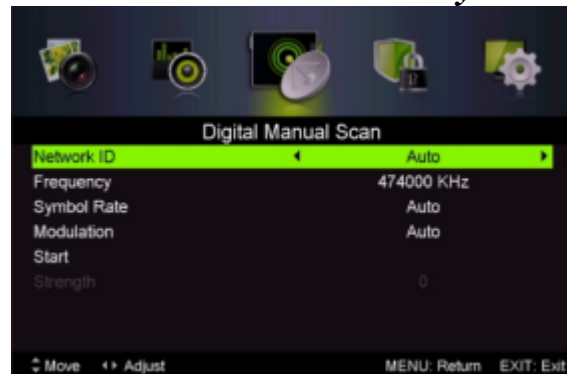 Digital Manual Scan
Network ID Auto
Frequency 474000 KHz
Symbol Rate Auto
Modulation Auto
Start
Strength 0
Move Adjust MENU: Return EXIT: Exit